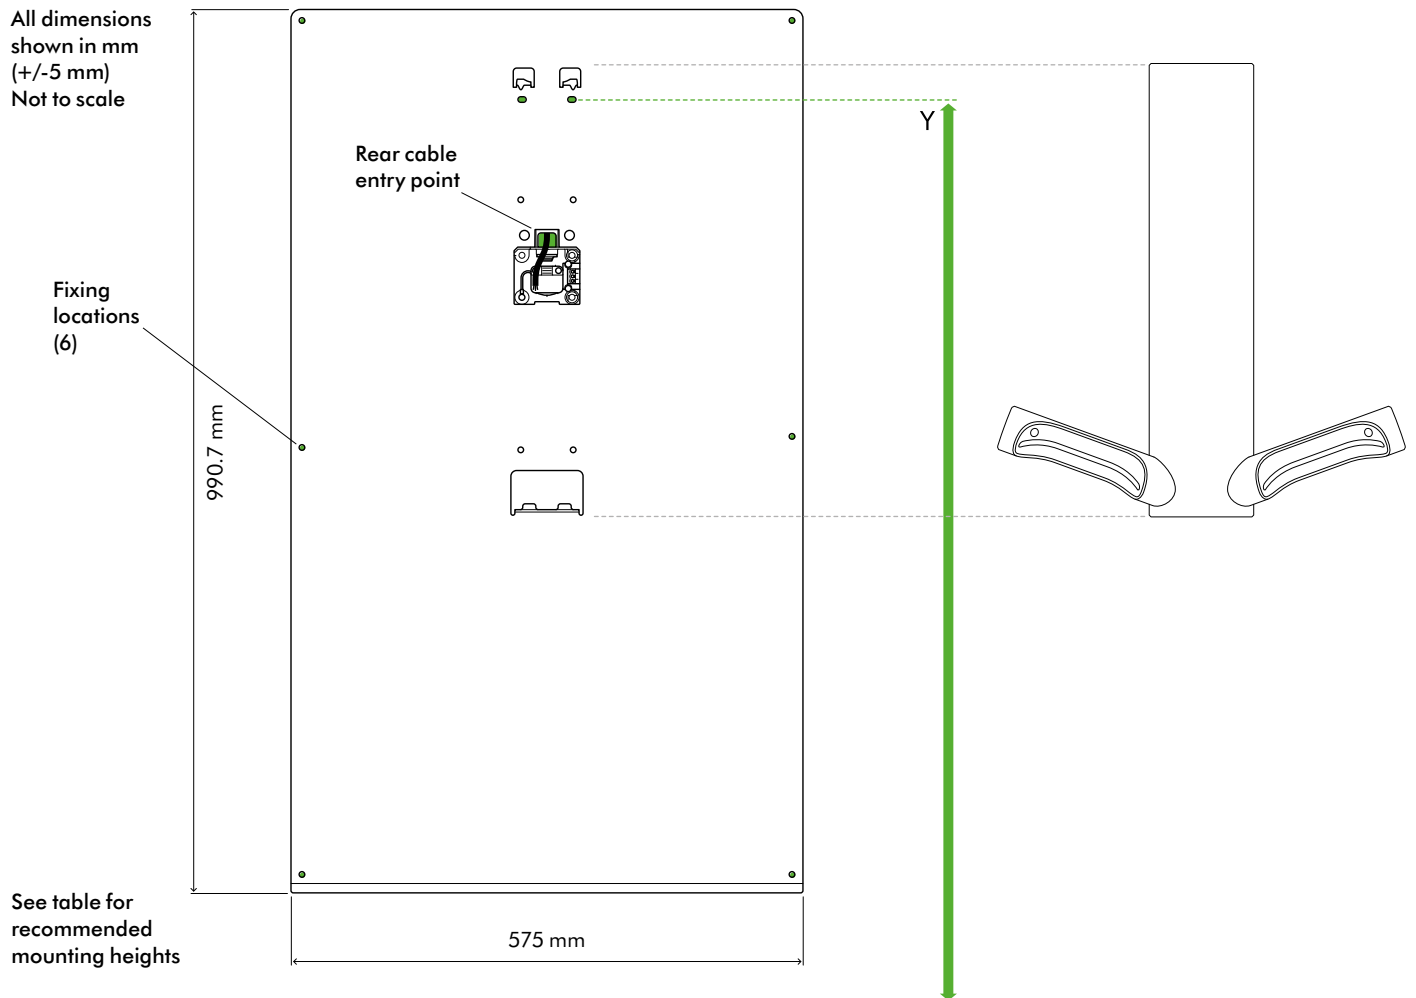 All dimensions
shown in mm
(+/-5 mm)
Not to scale
Y
Rear cable
entry point
Fixing
locations
(6)
990.7 mm
See table for
recommended
mounting heights
575 mm